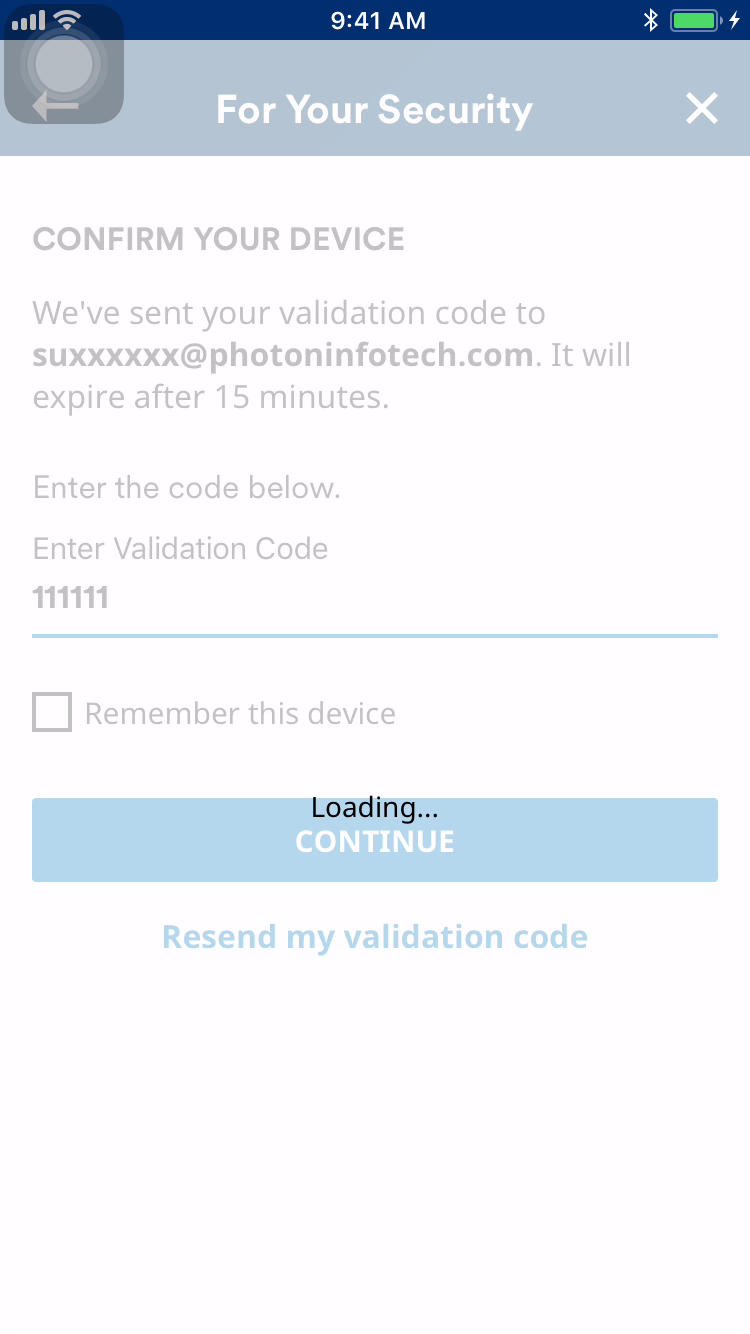 9:41 AM
For Your Security
CONFIRM YOUR DEVICE
We've sent your validation code to
suxxxxxx@photoninfotech.com. It will
expire after 15 minutes.
Enter the code below.
Enter Validation Code
111111
Remember this device
Loading...
CONTINUE
Resend my validation code